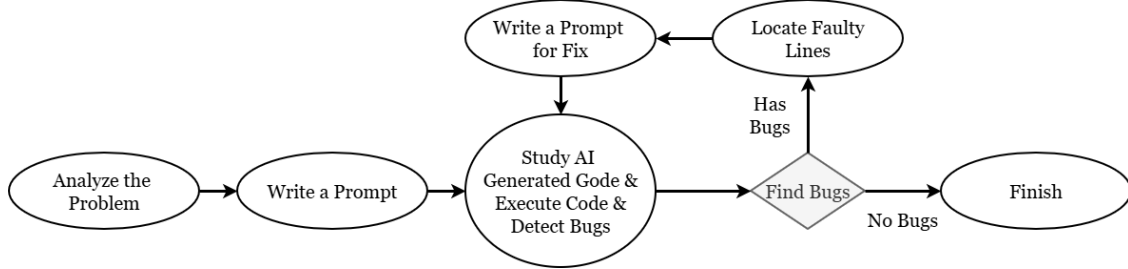 Write a Prompt
for Fix
Locate Faulty
Lines
Has
Bugs
Analyze the
Problem
Write a Prompt
Study AI
Generated Gode &
Execute Code &
Detect Bugs
Find Bugs
No Bugs
Finish